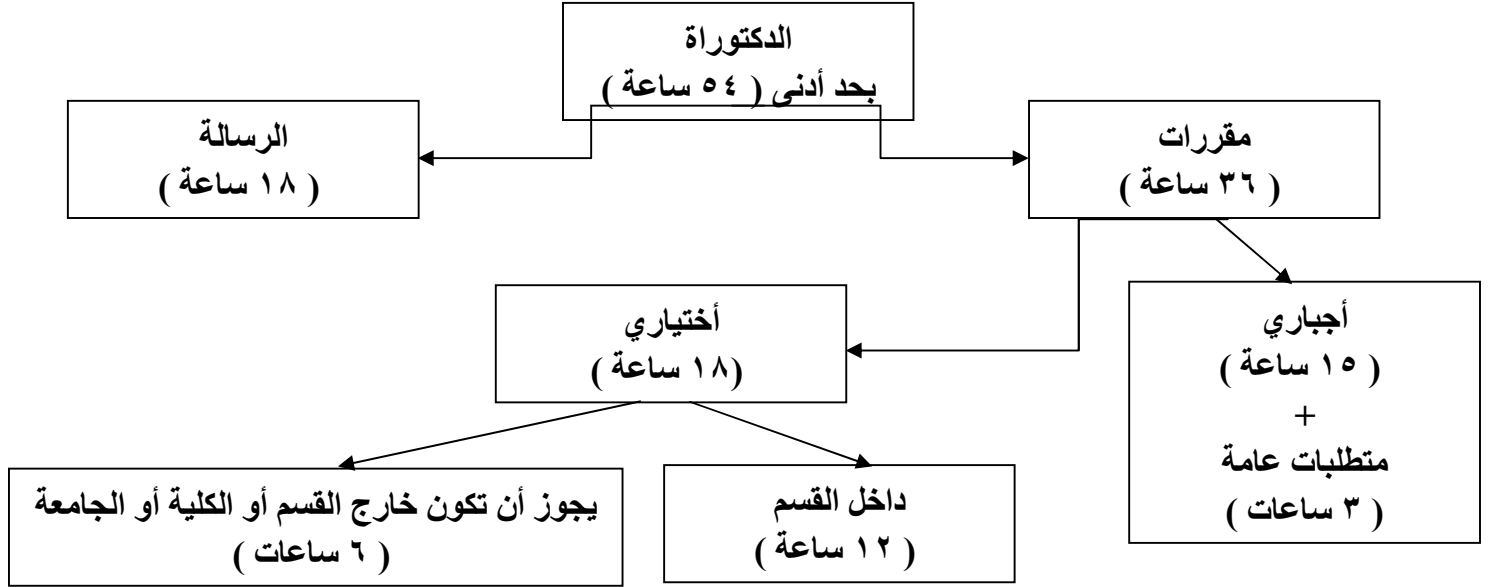 الدكتوراة
بحد أدنى ( ٥٤ ساعة )
مقررات
( ٣٦ ساعة )
الرسالة
( ١٨ ساعة )
أجباري
( ١٥ ساعة )
+
متطلبات عامة
( ٣ ساعات )
أختياري
(١٨ ساعة )
داخل القسم
( ١٢ ساعة )
يجوز أن تكون خارج القسم أو الكلية أو الجامعة
( ٦ ساعات )